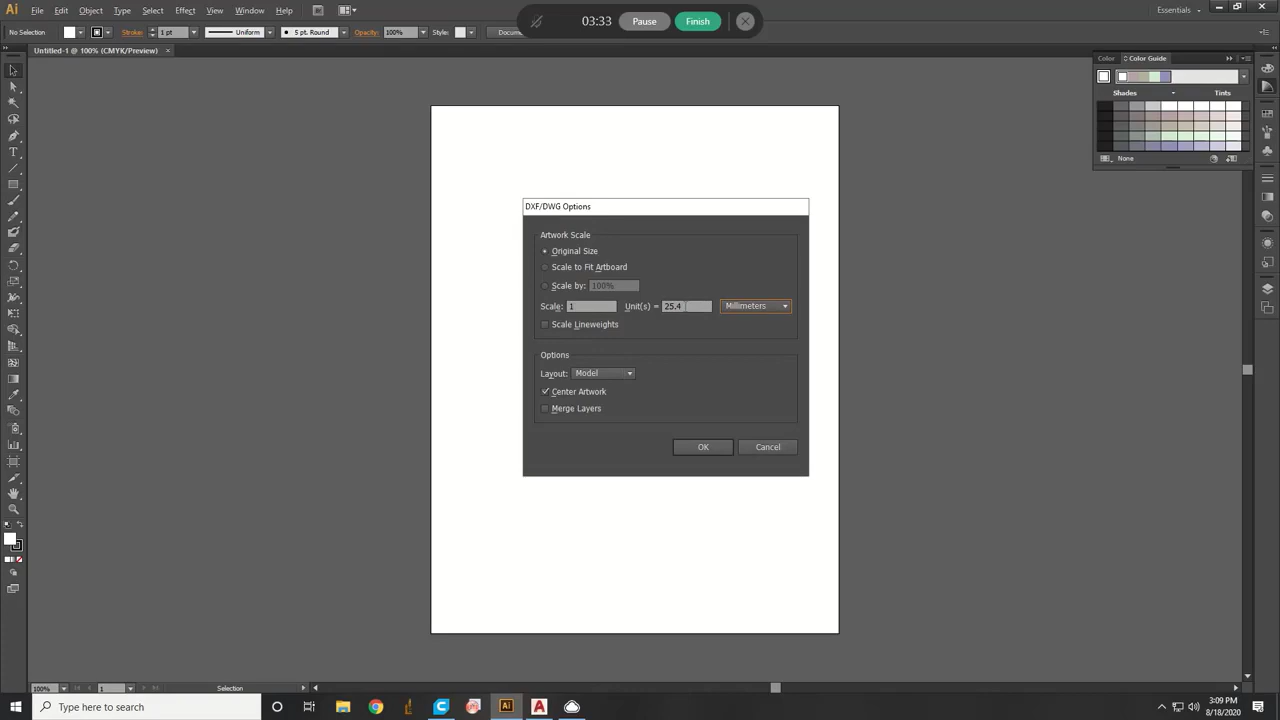 Ai File Edit Object Type Select Effect View Window Help Br
03:33 Pause Finish
Essentials
No Selection Stroke: 1 pt Uniform 5 pt. Round Opacity: 100% Style: Docume
Untitled-1 @ 100% (CMYK/Preview) ×
Color Color Guide
Shades Tints
None
DXF/DWG Options
Artwork Scale
Original Size
Scale to Fit Artboard
Scale by: 100%
Scale: 1 Unit(s) = 25.4 Millimeters
Scale Lineweights
Options
Layout: Model
Center Artwork
Merge Layers
OK Cancel
100% 1 Selection
Type here to search
Ai
3:09 PM
8/18/2020